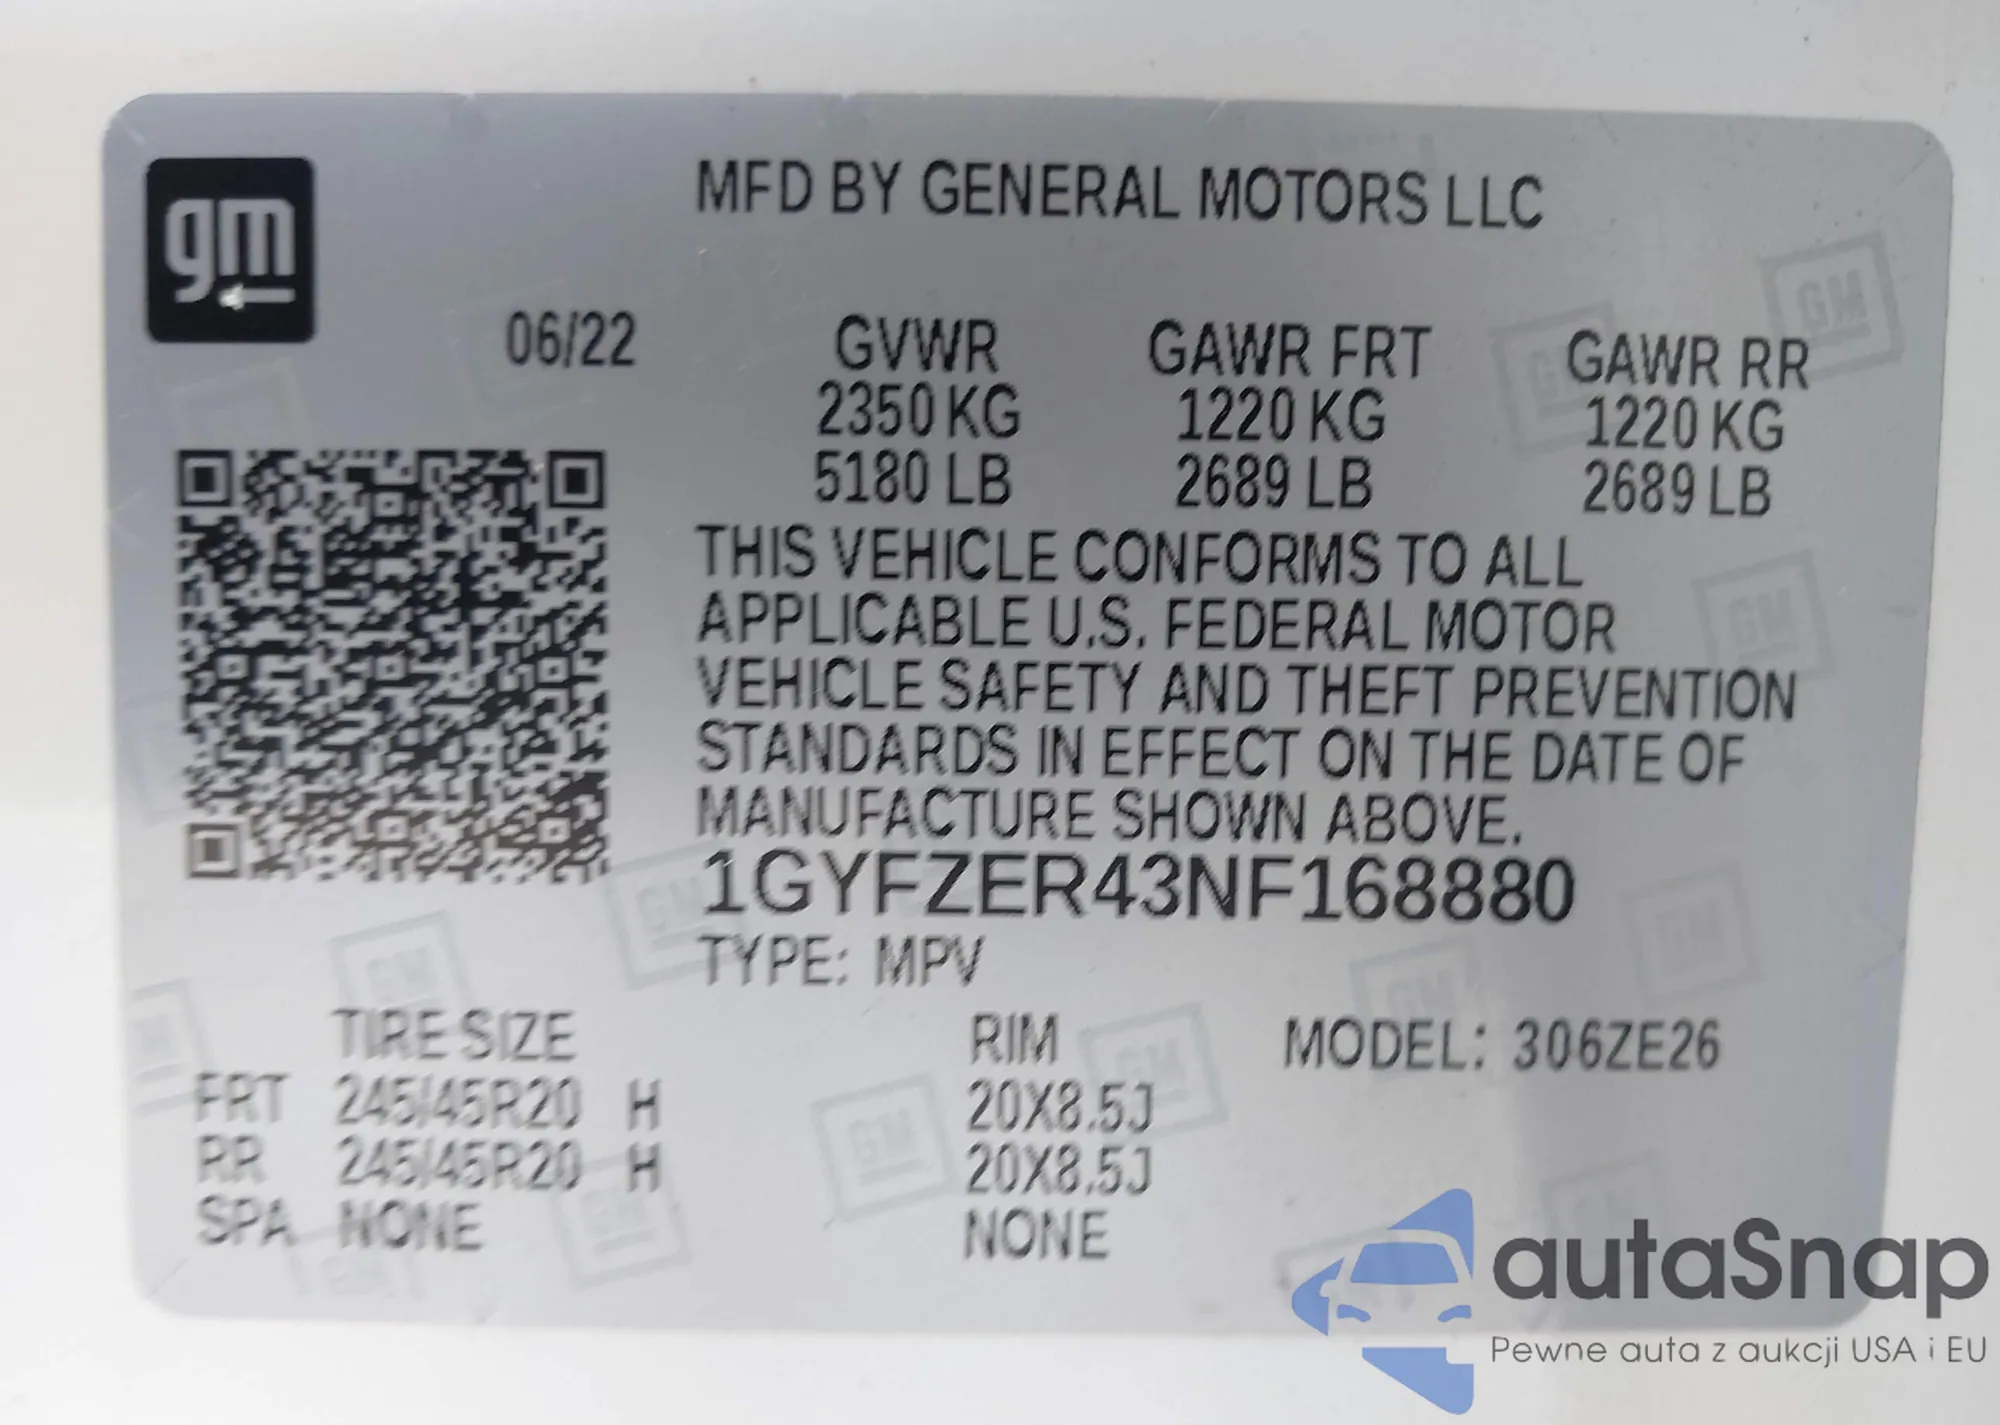 gm
MFD BY GENERAL MOTORS LLC
06/22 GVWR GAWR FRT GAWR RR
2350 KG 1220 KG 1220 KG
5180 LB 2689 LB 2689 LB
THIS VEHICLE CONFORMS TO ALL
APPLICABLE U.S. FEDERAL MOTOR
VEHICLE SAFETY AND THEFT PREVENTION
STANDARDS IN EFFECT ON THE DATE OF
MANUFACTURE SHOWN ABOVE.
1GYFZER43NF168880
TYPE: MPV
TIRE SIZE RIM MODEL: 306ZE26
FRT 245/45R20 H 20X8.5J
RR 245/45R20 H 20X8.5J
SPA NONE NONE
autaSnap
Pewne auta z aukcji USA i EU